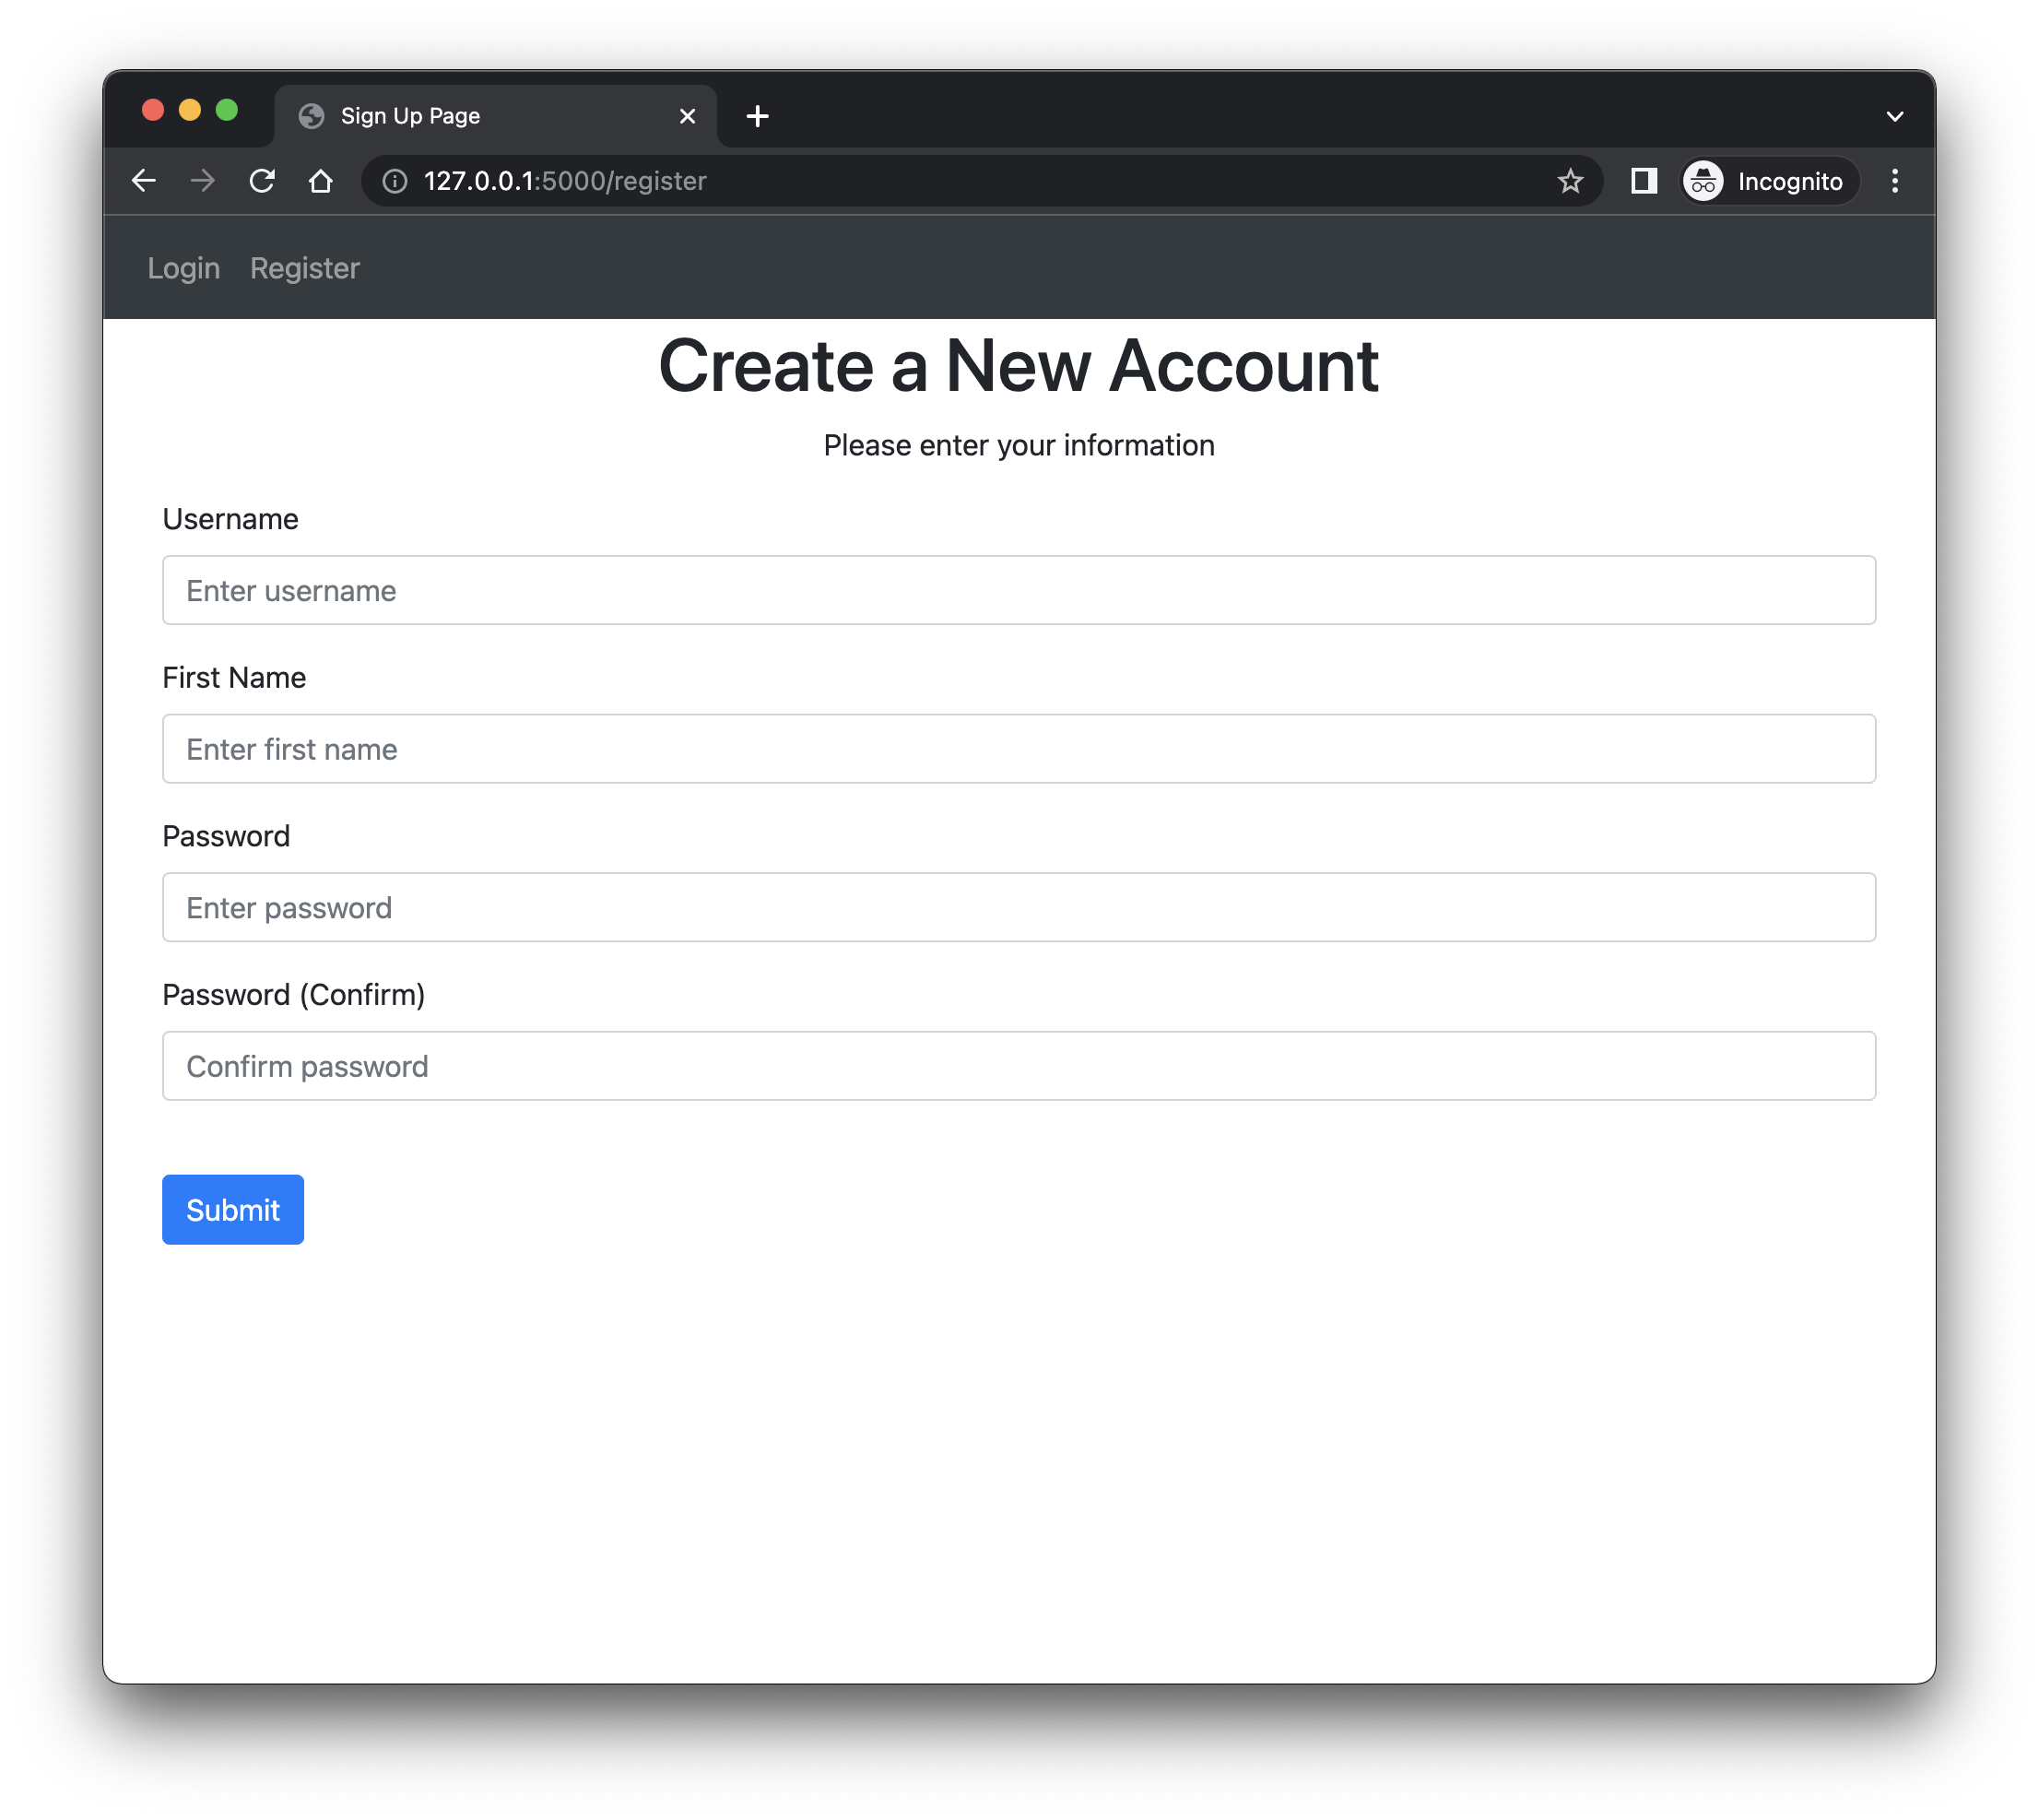 Sign Up Page
127.0.0.1:5000/register
Incognito
Login Register
Create a New Account
Please enter your information
Username
Enter username
First Name
Enter first name
Password
Enter password
Password (Confirm)
Confirm password
Submit